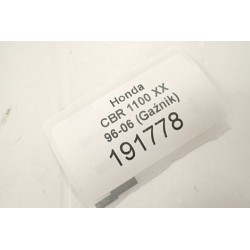 Honda
CBR 1100 XX
96-06 (Gaźnik)
191778